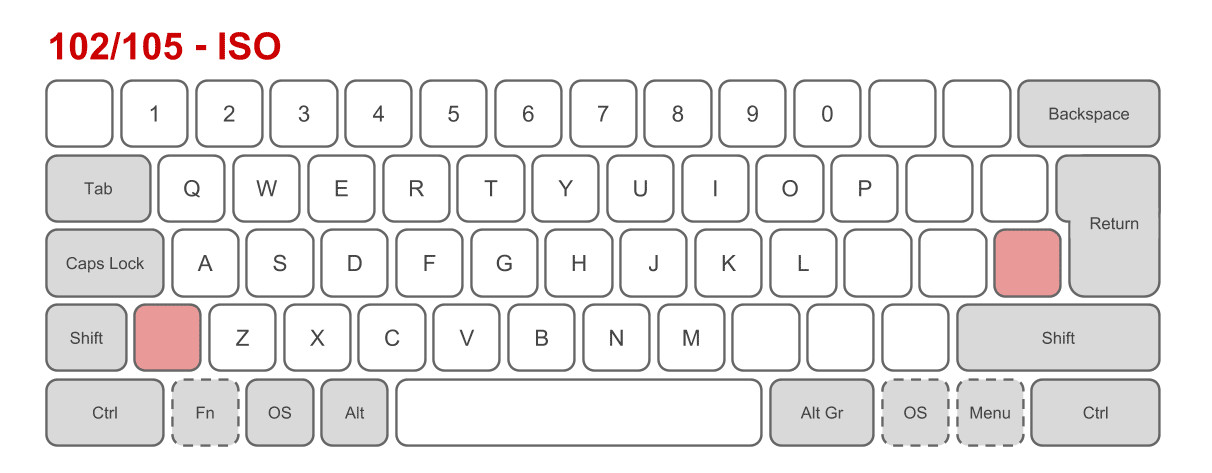 102/105 - ISO
1 2 3 4 5 6 7 8 9 0 Backspace
Tab Q W E R T Y U I O P
Return
Caps Lock A S D F G H J K L
Shift Z X C V B N M Shift
Ctrl Fn OS Alt Alt Gr OS Menu Ctrl